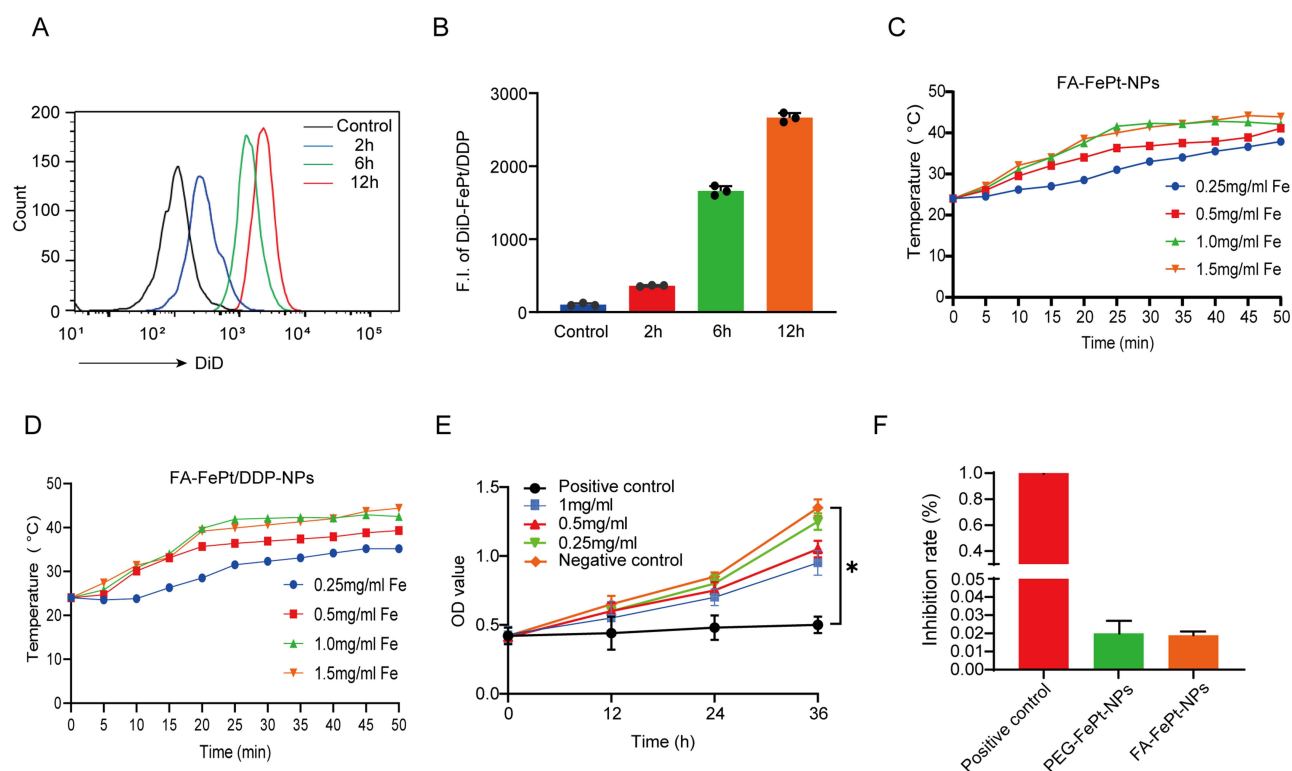 A
200
150
100
50
0
Count
Control
2h
6h
12h
10¹
10²
10³
10⁴
10⁵
DiD
B
F.I. of DiD-FePt/DDP
3000
2000
1000
0
Control
2h
6h
12h
C
FA-FePt-NPs
Temperature ( °C)
50
40
30
20
10
0
0.25mg/ml Fe
0.5mg/ml Fe
1.0mg/ml Fe
1.5mg/ml Fe
0 5 10 15 20 25 30 35 40 45 50
Time (min)
D
FA-FePt/DDP-NPs
Temperature ( °C)
50
40
30
20
10
0
0.25mg/ml Fe
0.5mg/ml Fe
1.0mg/ml Fe
1.5mg/ml Fe
0 5 10 15 20 25 30 35 40 45 50
Time (min)
E
OD value
1.5
1.0
0.5
0.0
Positive control
1mg/ml
0.5mg/ml
0.25mg/ml
Negative control
*
0 12 24 36
Time (h)
F
Inhibition rate (%)
1.0
0.8
0.6
0.4
0.05
0.04
0.03
0.02
0.01
0.00
Positive control
PEG-FePt-NPs
FA-FePt-NPs